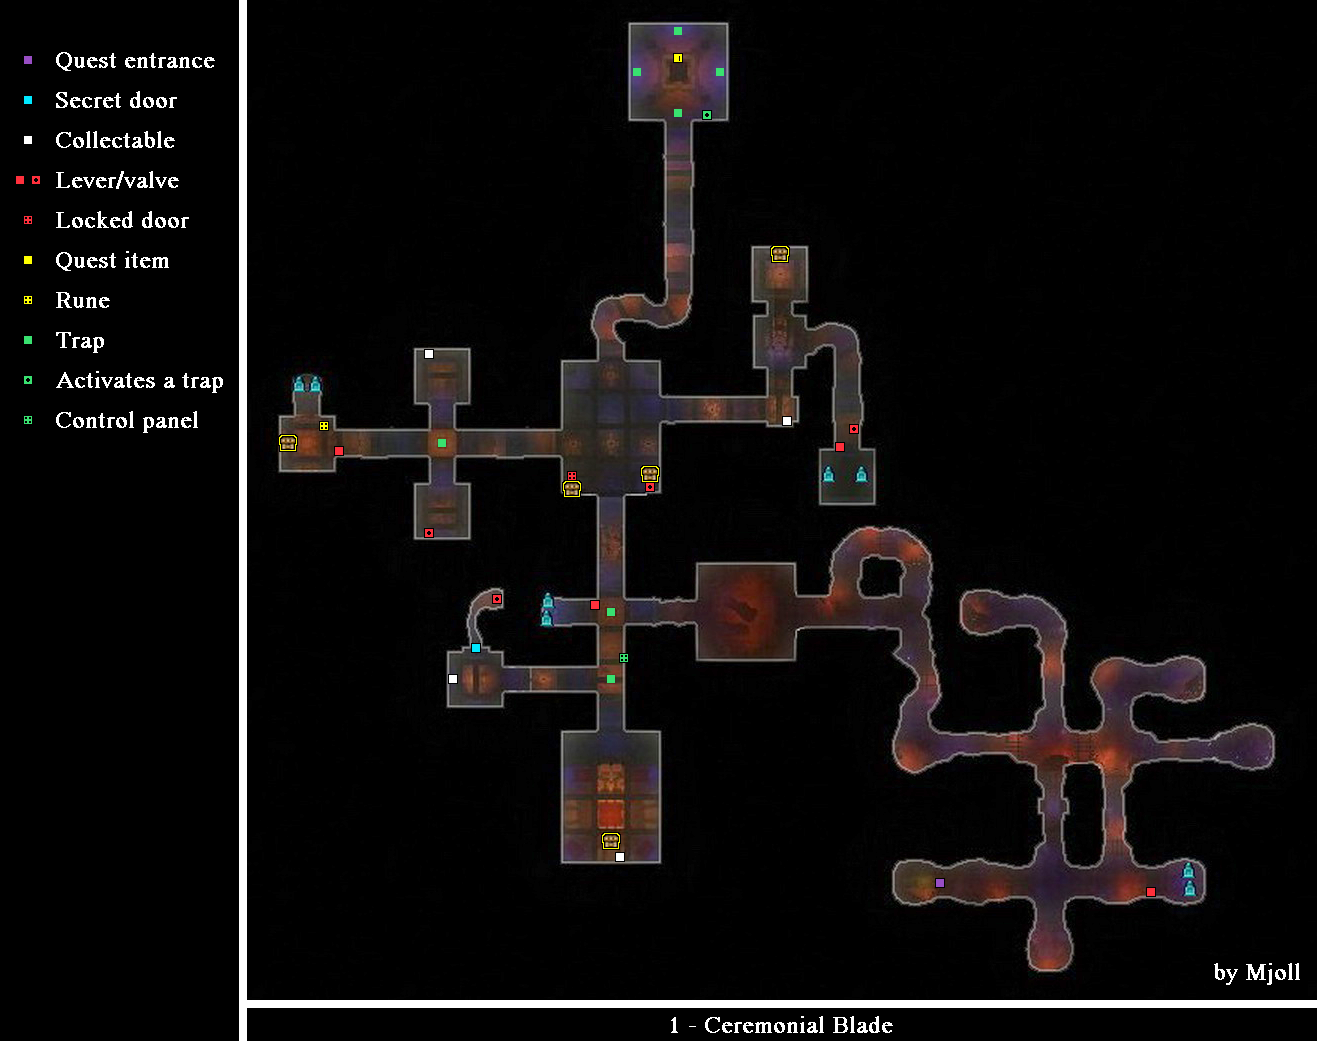 Quest entrance
Secret door
Collectable
Lever/valve
Locked door
Quest item
Rune
Trap
Activates a trap
Control panel
by Mjoll
1 - Ceremonial Blade